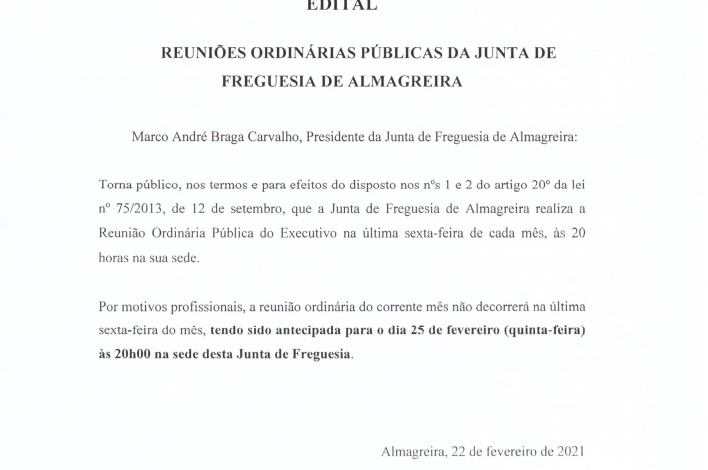 EDITAL
REUNIÕES ORDINÁRIAS PÚBLICAS DA JUNTA DE
FREGUESIA DE ALMAGREIRA
Marco André Braga Carvalho, Presidente da Junta de Freguesia de Almagreira:
Torna público, nos termos e para efeitos do disposto nos nºs 1 e 2 do artigo 20º da lei
nº 75/2013, de 12 de setembro, que a Junta de Freguesia de Almagreira realiza a
Reunião Ordinária Pública do Executivo na última sexta-feira de cada mês, às 20
horas na sua sede.
Por motivos profissionais, a reunião ordinária do corrente mês não decorrerá na última
sexta-feira do mês, tendo sido antecipada para o dia 25 de fevereiro (quinta-feira)
às 20h00 na sede desta Junta de Freguesia.
Almagreira, 22 de fevereiro de 2021